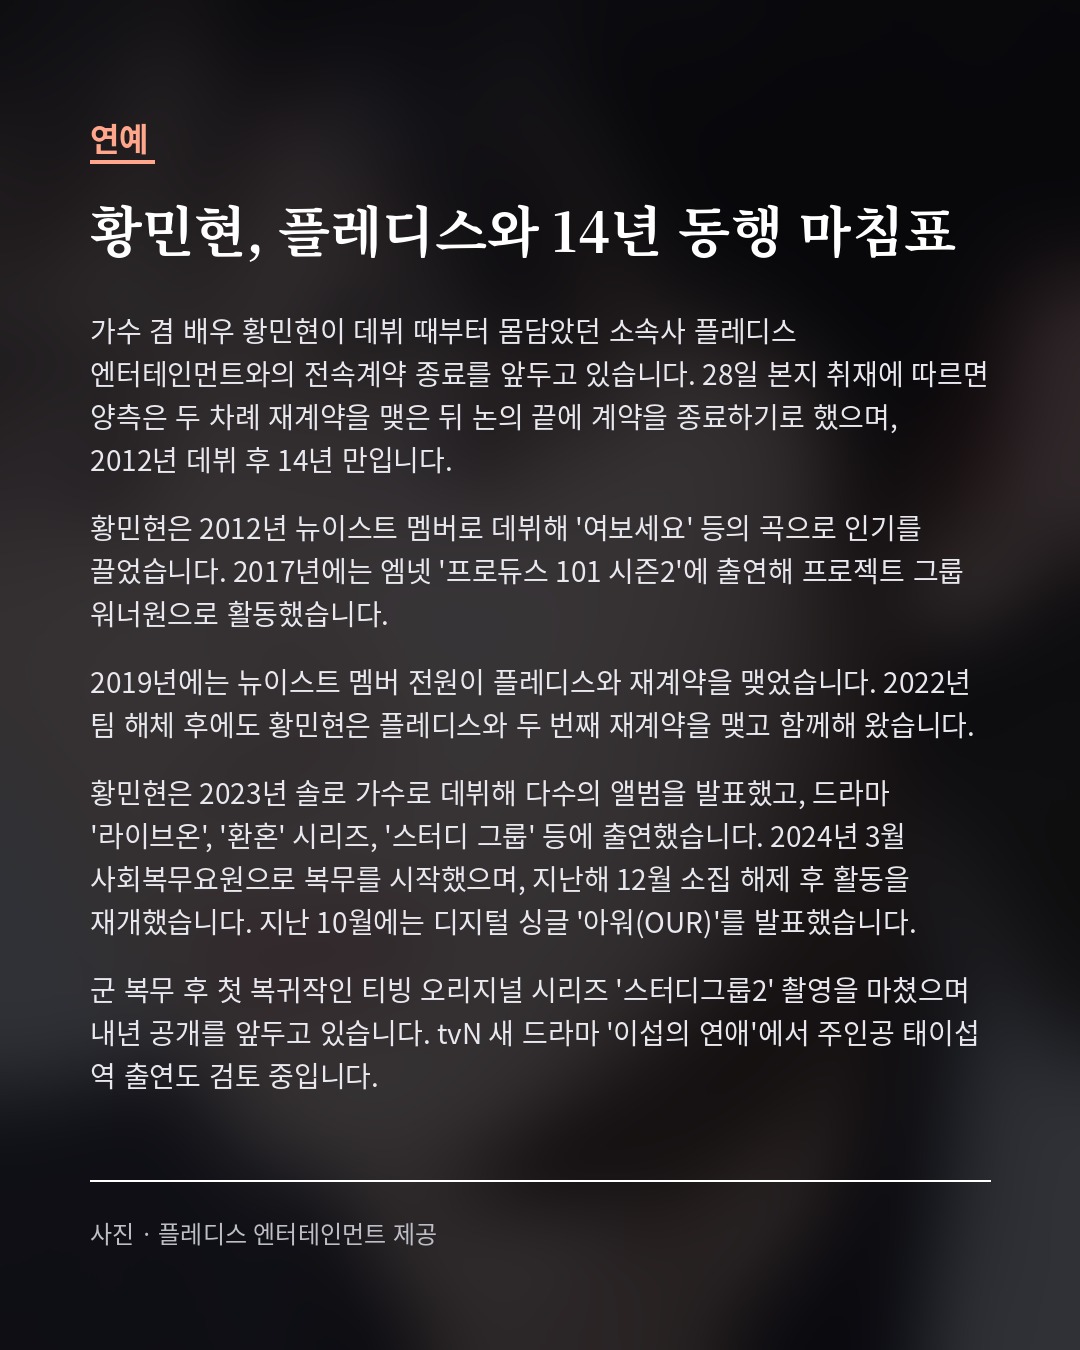 연예
황민현, 플레디스와 14년 동행 마침표
가수 겸 배우 황민현이 데뷔 때부터 몸담았던 소속사 플레디스
엔터테인먼트와의 전속계약 종료를 앞두고 있습니다. 28일 본지 취재에 따르면
양측은 두 차례 재계약을 맺은 뒤 논의 끝에 계약을 종료하기로 했으며,
2012년 데뷔 후 14년 만입니다.
황민현은 2012년 뉴이스트 멤버로 데뷔해 '여보세요' 등의 곡으로 인기를
끌었습니다. 2017년에는 엠넷 '프로듀스 101 시즌2'에 출연해 프로젝트 그룹
워너원으로 활동했습니다.
2019년에는 뉴이스트 멤버 전원이 플레디스와 재계약을 맺었습니다. 2022년
팀 해체 후에도 황민현은 플레디스와 두 번째 재계약을 맺고 함께해 왔습니다.
황민현은 2023년 솔로 가수로 데뷔해 다수의 앨범을 발표했고, 드라마
'라이브온', '환혼' 시리즈, '스터디 그룹' 등에 출연했습니다. 2024년 3월
사회복무요원으로 복무를 시작했으며, 지난해 12월 소집 해제 후 활동을
재개했습니다. 지난 10월에는 디지털 싱글 '아워(OUR)'를 발표했습니다.
군 복무 후 첫 복귀작인 티빙 오리지널 시리즈 '스터디그룹2' 촬영을 마쳤으며
내년 공개를 앞두고 있습니다. tvN 새 드라마 '이섭의 연애'에서 주인공 태이섭
역 출연도 검토 중입니다.
사진 · 플레디스 엔터테인먼트 제공